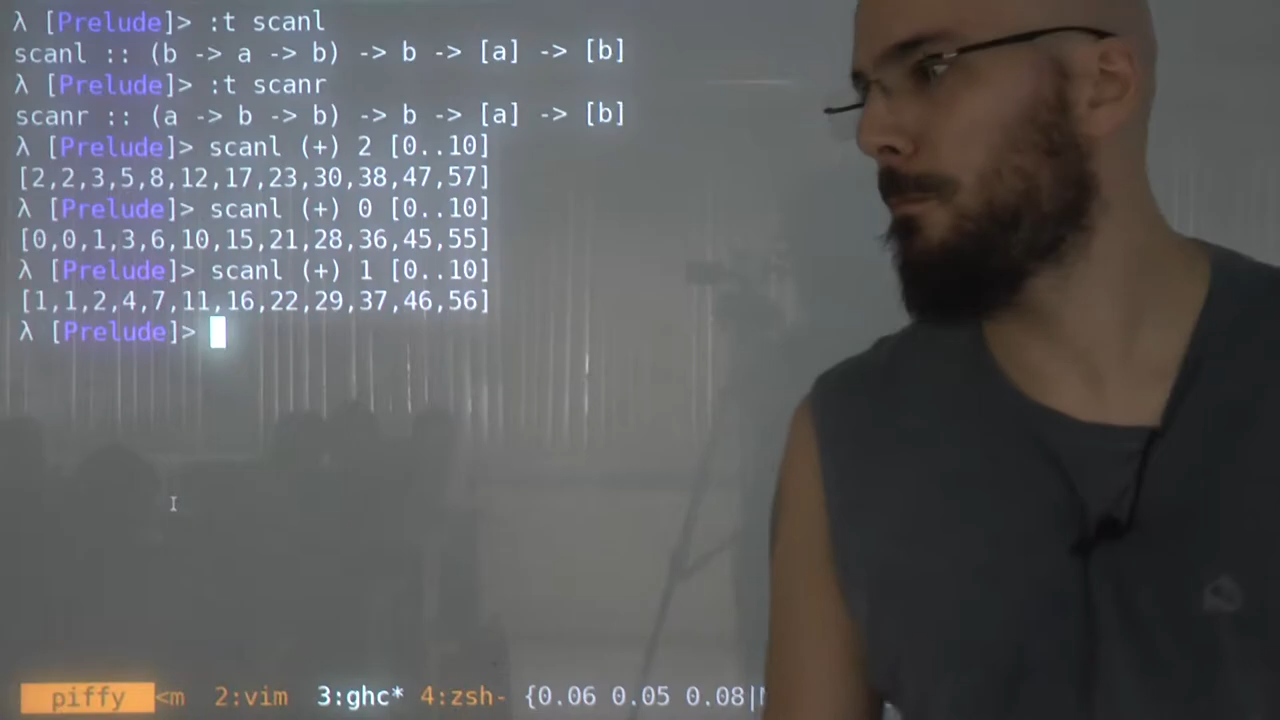 λ [Prelude]> :t scanl
scanl :: (b -> a -> b) -> b -> [a] -> [b]
λ [Prelude]> :t scanr
scanr :: (a -> b -> b) -> b -> [a] -> [b]
λ [Prelude]> scanl (+) 2 [0..10]
[2,2,3,5,8,12,17,23,30,38,47,57]
λ [Prelude]> scanl (+) 0 [0..10]
[0,0,1,3,6,10,15,21,28,36,45,55]
λ [Prelude]> scanl (+) 1 [0..10]
[1,1,2,4,7,11,16,22,29,37,46,56]
λ [Prelude]>
piffy <m 2:vim 3:ghc* 4:zsh- {0.06 0.05 0.08|